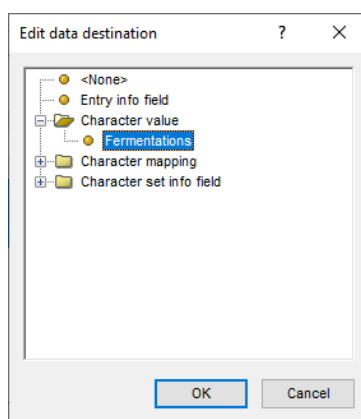 Edit data destination ?
<None>
Entry info field
Character value
Fermentations
Character mapping
Character set info field
OK Cancel